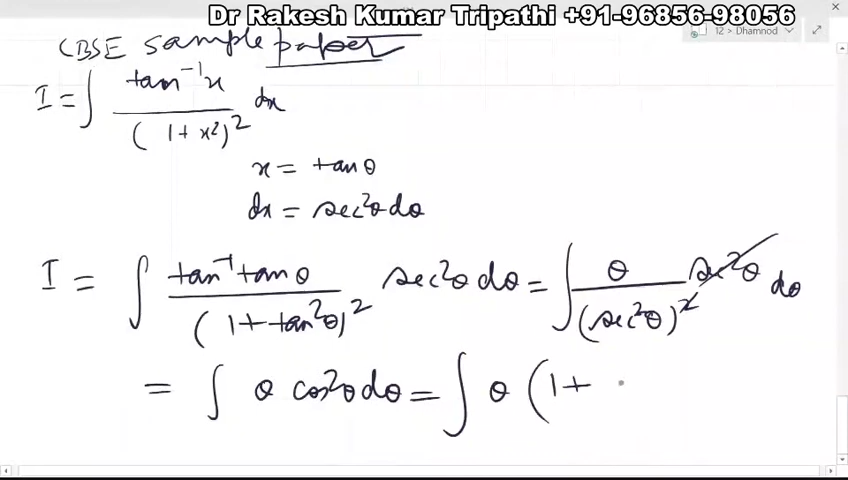 Dr Rakesh Kumar Tripathi +91-96856-98056
12 > Dhamnod
CBSE sample paper
I = ∫ tan⁻¹x / (1+x²)² dx
x = tanθ
dx = sec²θ dθ
I = ∫ tan⁻¹tanθ / (1+tan²θ)² sec²θ dθ = ∫ θ / (sec²θ)² sec²θ dθ
= ∫ θ cos²θ dθ = ∫ θ (1+